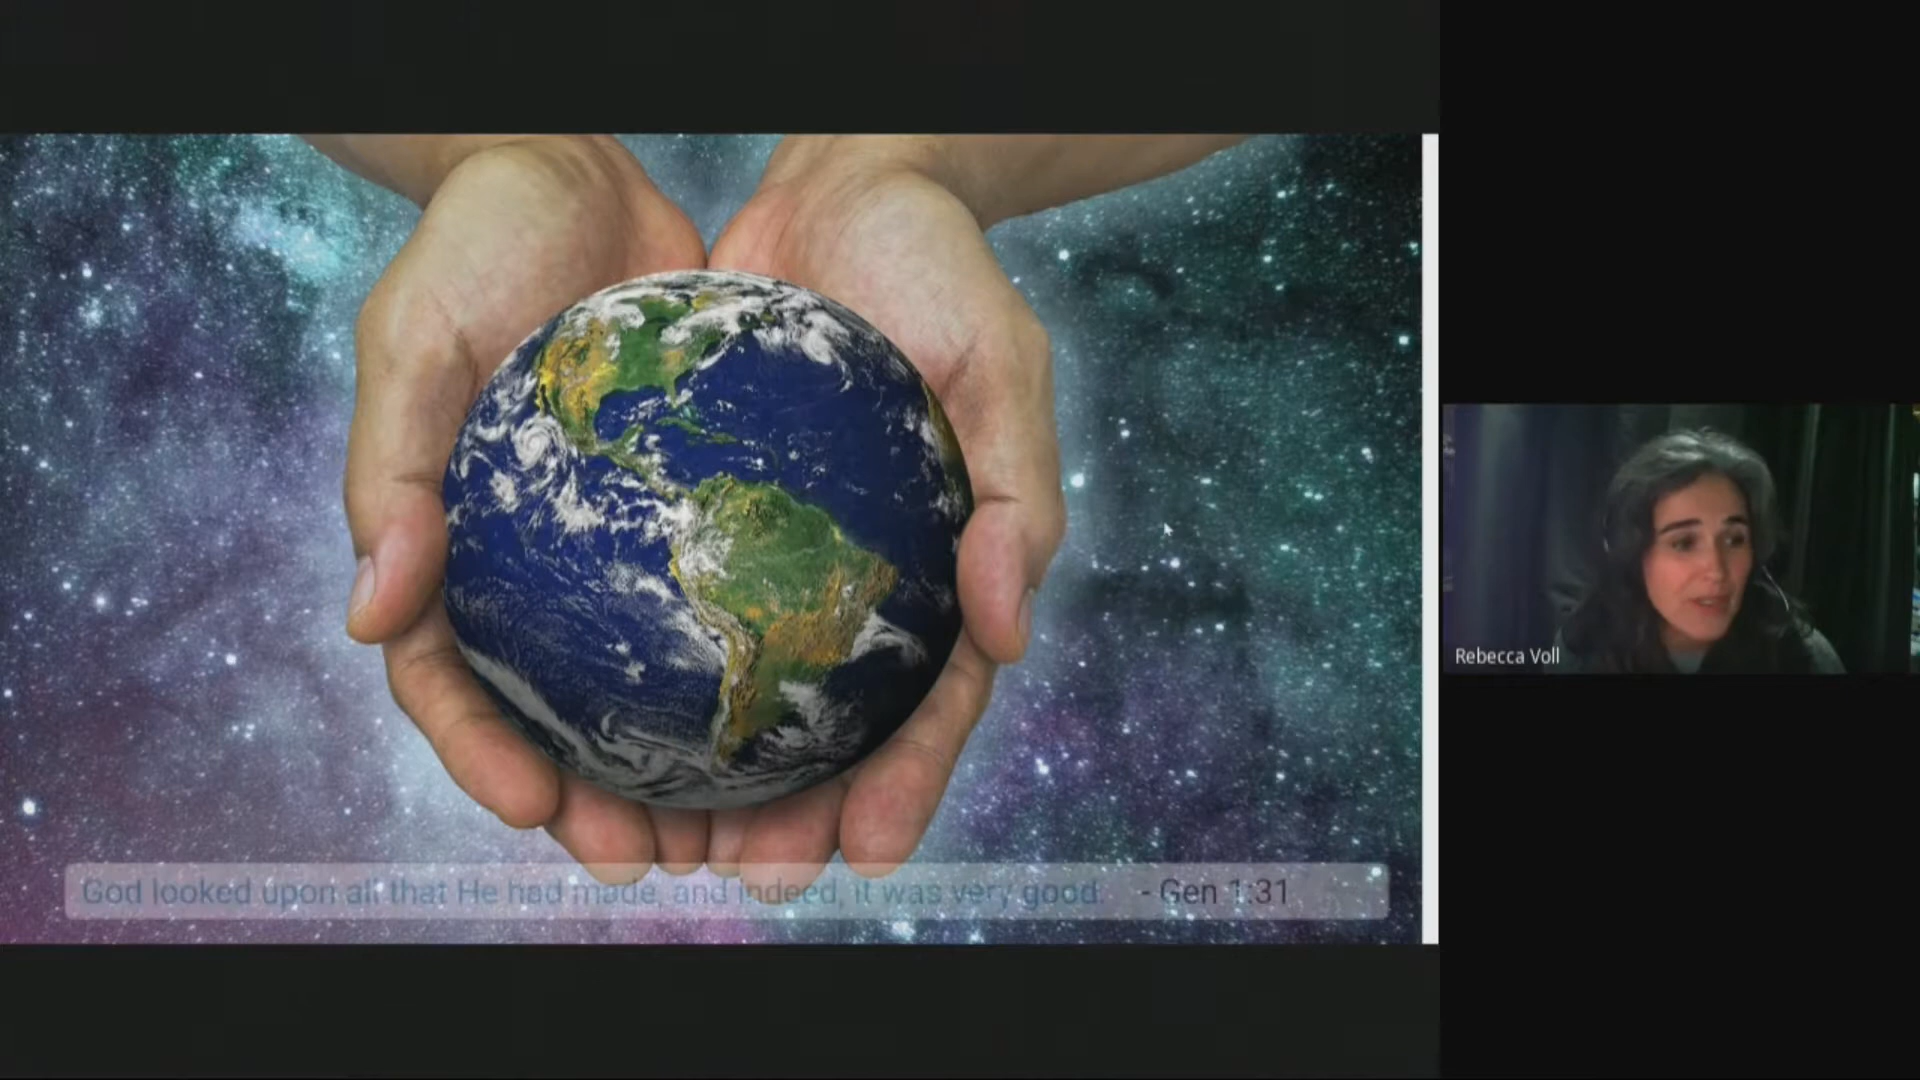 God looked upon all that He had made, and indeed, it was very good. - Gen 1:31
Rebecca Voll